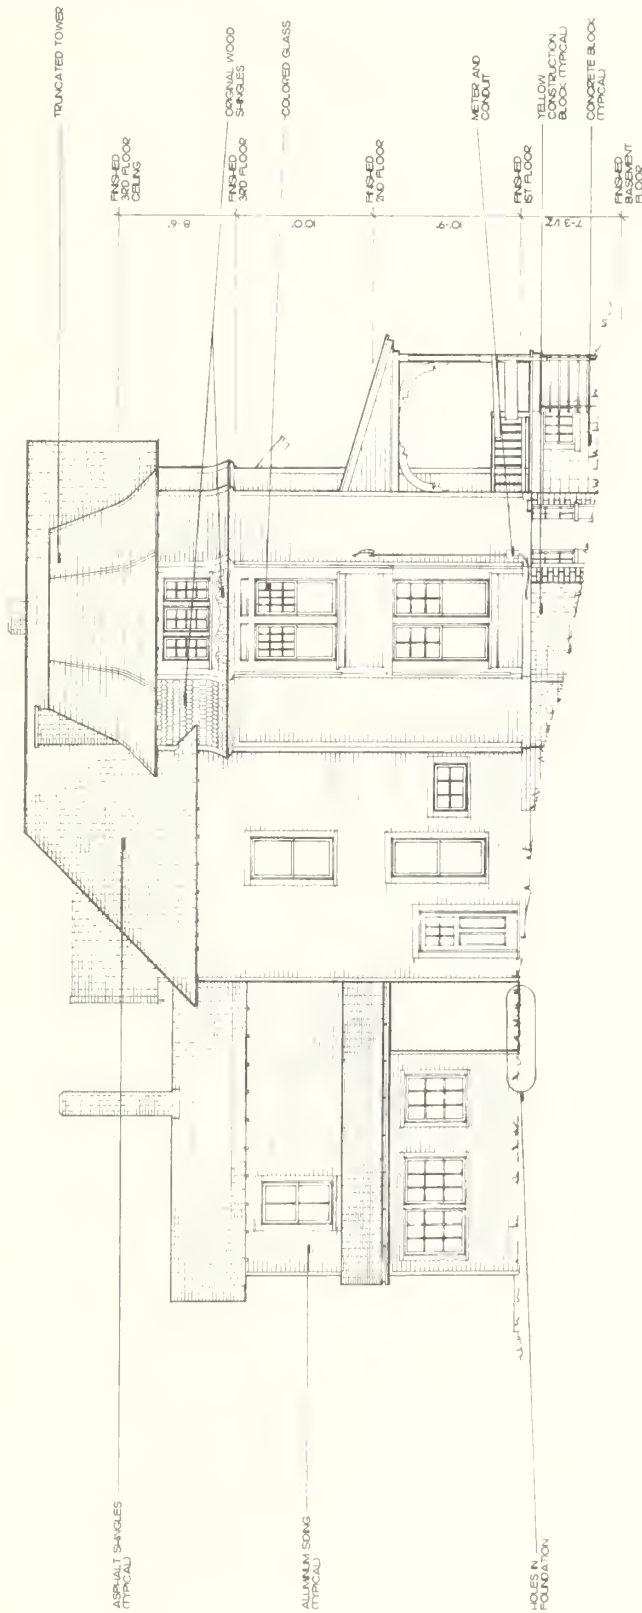 TRUNCATED TOWER
FINISHED
3RD FLOOR
CEILING
ORIGINAL WOOD
SHINGLES
FINISHED
3RD FLOOR
COLORED GLASS
FINISHED
2ND FLOOR
METER AND
CONDUIT
FINISHED
1ST FLOOR
YELLOW
CONSTRUCTION
BLOCK (TYPICAL)
CONCRETE BLOCK
(TYPICAL)
FINISHED
BASEMENT
FLOOR
8'-6"
10'-0"
10'-9"
7'-3 1/2"
ASPHALT SHINGLES
(TYPICAL)
ALUMINUM SIDING
(TYPICAL)
HOLES IN
FOUNDATION